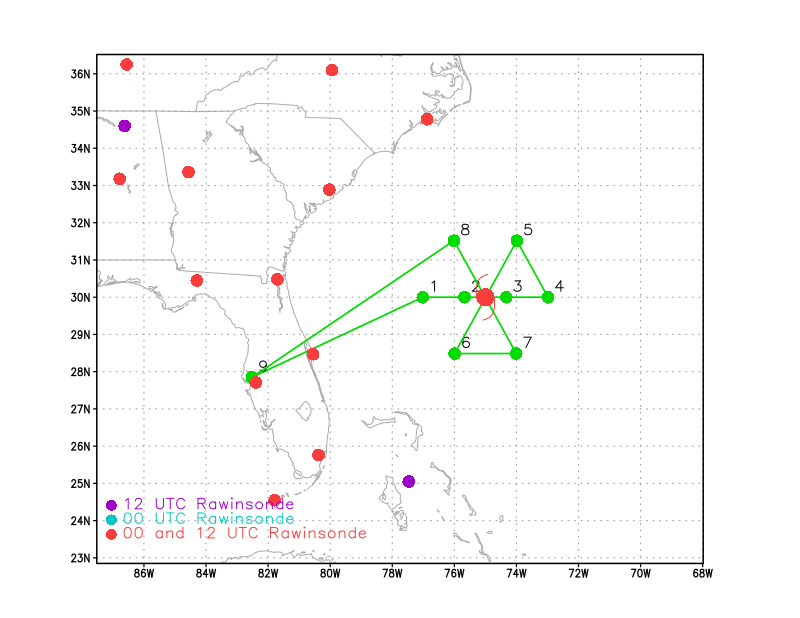 36N
35N
34N
33N
32N
31N
30N
29N
28N
27N
26N
25N
24N
23N
8
5
1
2
3
4
6
7
9
12 UTC Rawinsonde
00 UTC Rawinsonde
00 and 12 UTC Rawinsonde
86W 84W 82W 80W 78W 76W 74W 72W 70W 68W